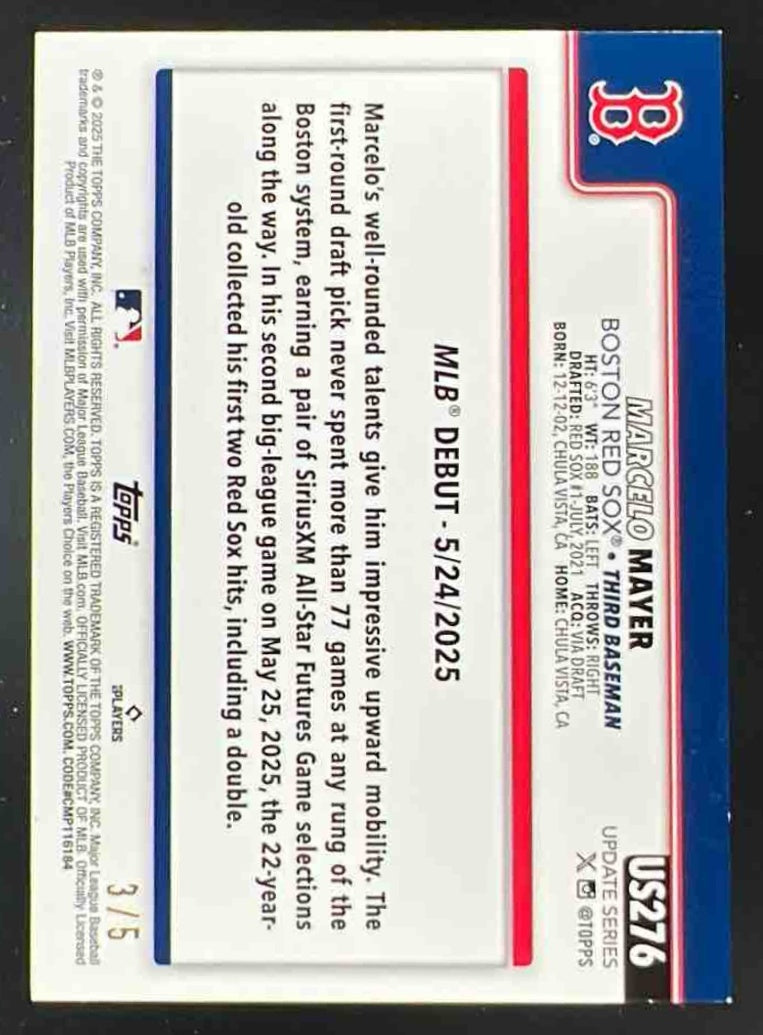 B®
MARCELO MAYER
US276
BOSTON RED SOX® • THIRD BASEMAN
UPDATE SERIES
HT: 6'3" WT: 188 BATS: LEFT THROWS: RIGHT
X @TOPPS
DRAFTED: RED SOX #1-JULY, 2021 ACQ: VIA DRAFT
BORN: 12-12-02, CHULA VISTA, CA HOME: CHULA VISTA, CA
MLB® DEBUT - 5/24/2025
Marcelo's well-rounded talents give him impressive upward mobility. The
first-round draft pick never spent more than 77 games at any rung of the
Boston system, earning a pair of SiriusXM All-Star Futures Game selections
along the way. In his second big-league game on May 25, 2025, the 22-year-
old collected his first two Red Sox hits, including a double.
topps®
PLAYERS
3/5
® & © 2025 THE TOPPS COMPANY, INC. ALL RIGHTS RESERVED. TOPPS IS A REGISTERED TRADEMARK OF THE TOPPS COMPANY, INC. Major League Baseball
trademarks and copyrights are used with permission of Major League Baseball. Visit MLB.com. OFFICIALLY LICENSED PRODUCT OF MLB. Officially Licensed
Product of MLB Players, Inc. Visit MLBPLAYERS.COM, the Players Choice on the web. WWW.TOPPS.COM. CODE#CMP116184